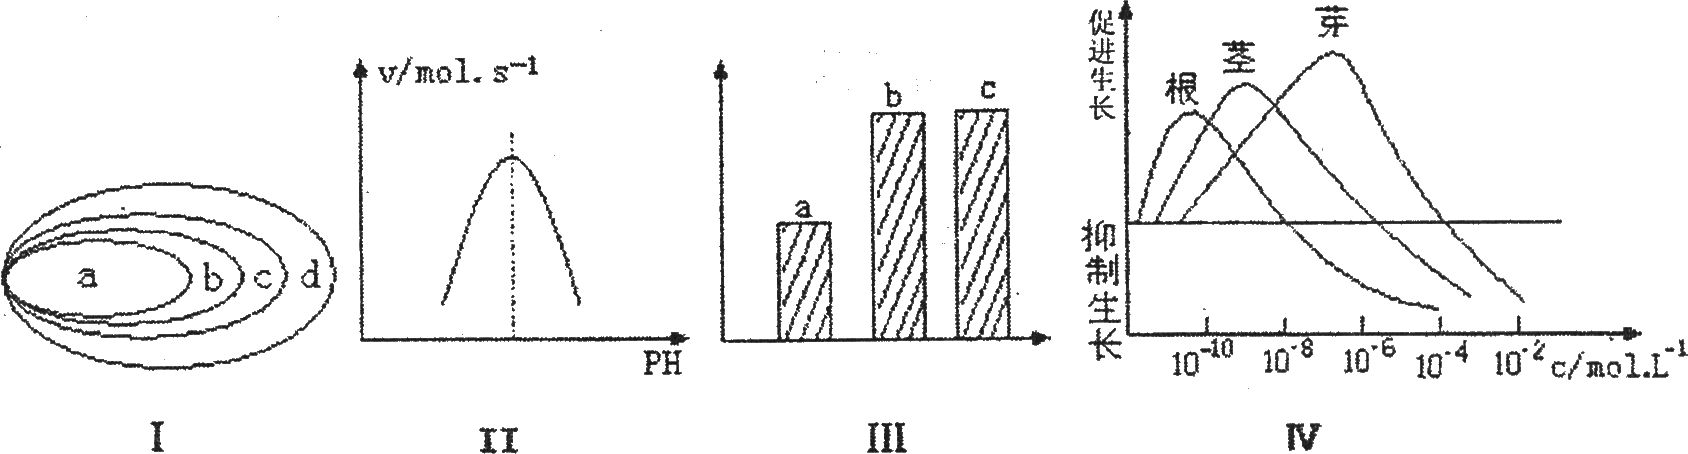 a b c d
I
v/mol.s⁻¹
PH
II
a
b
c
III
促进生长
抑制生长
根
茎
芽
10⁻¹⁰ 10⁻⁸ 10⁻⁶ 10⁻⁴ 10⁻² c/mol.L⁻¹
IV